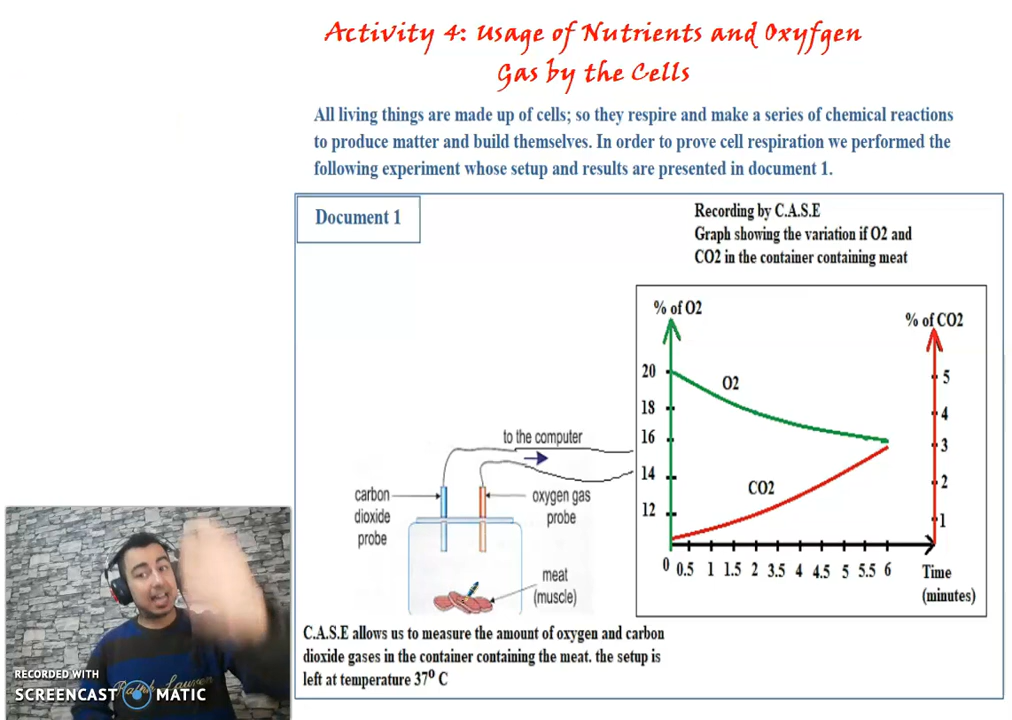 Activity 4: Usage of Nutrients and Oxyfgen
Gas by the Cells
All living things are made up of cells; so they respire and make a series of chemical reactions
to produce matter and build themselves. In order to prove cell respiration we performed the
following experiment whose setup and results are presented in document 1.
Document 1
Recording by C.A.S.E
Graph showing the variation if O2 and
CO2 in the container containing meat
% of O2
% of CO2
20
18
16
14
12
O2
CO2
5
4
3
2
1
0 0.5 1 1.5 2 3.5 4 4.5 5 5.5 6
Time
(minutes)
to the computer
carbon
dioxide
probe
oxygen gas
probe
meat
(muscle)
C.A.S.E allows us to measure the amount of oxygen and carbon
dioxide gases in the container containing the meat. the setup is
left at temperature 37⁰ C
RECORDED WITH
SCREENCAST MATIC